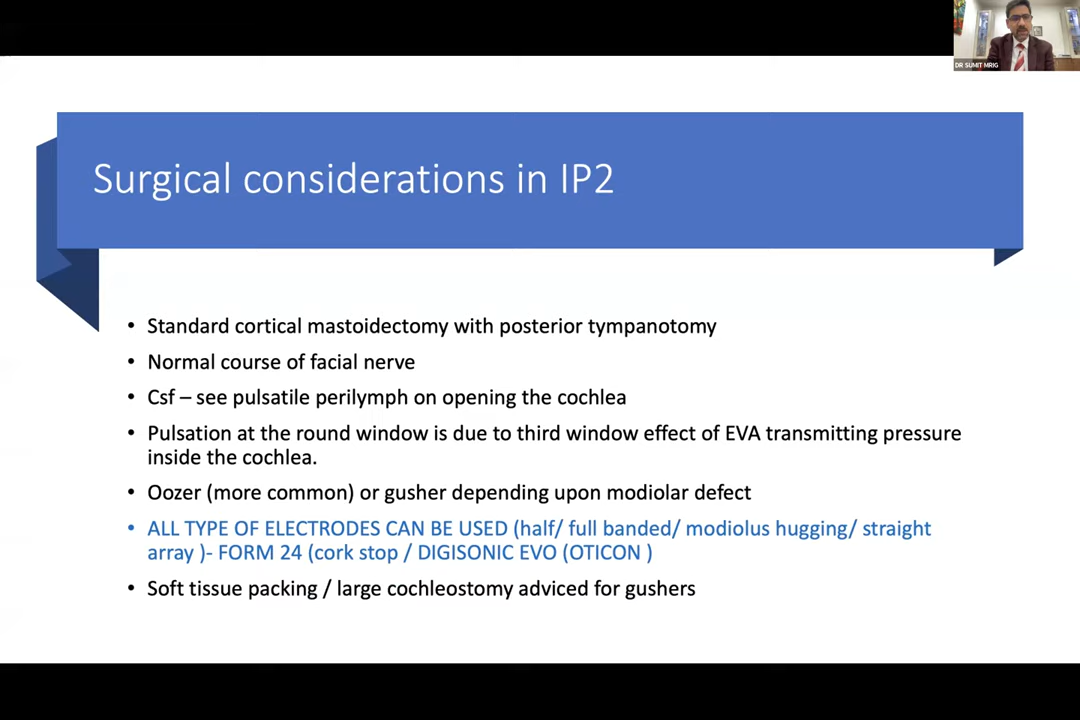 DR SUMIT MRIG
Surgical considerations in IP2
• Standard cortical mastoidectomy with posterior tympanotomy
• Normal course of facial nerve
• Csf – see pulsatile perilymph on opening the cochlea
• Pulsation at the round window is due to third window effect of EVA transmitting pressure
inside the cochlea.
• Oozer (more common) or gusher depending upon modiolar defect
• ALL TYPE OF ELECTRODES CAN BE USED (half/ full banded/ modiolus hugging/ straight
array )- FORM 24 (cork stop / DIGISONIC EVO (OTICON )
• Soft tissue packing / large cochleostomy adviced for gushers